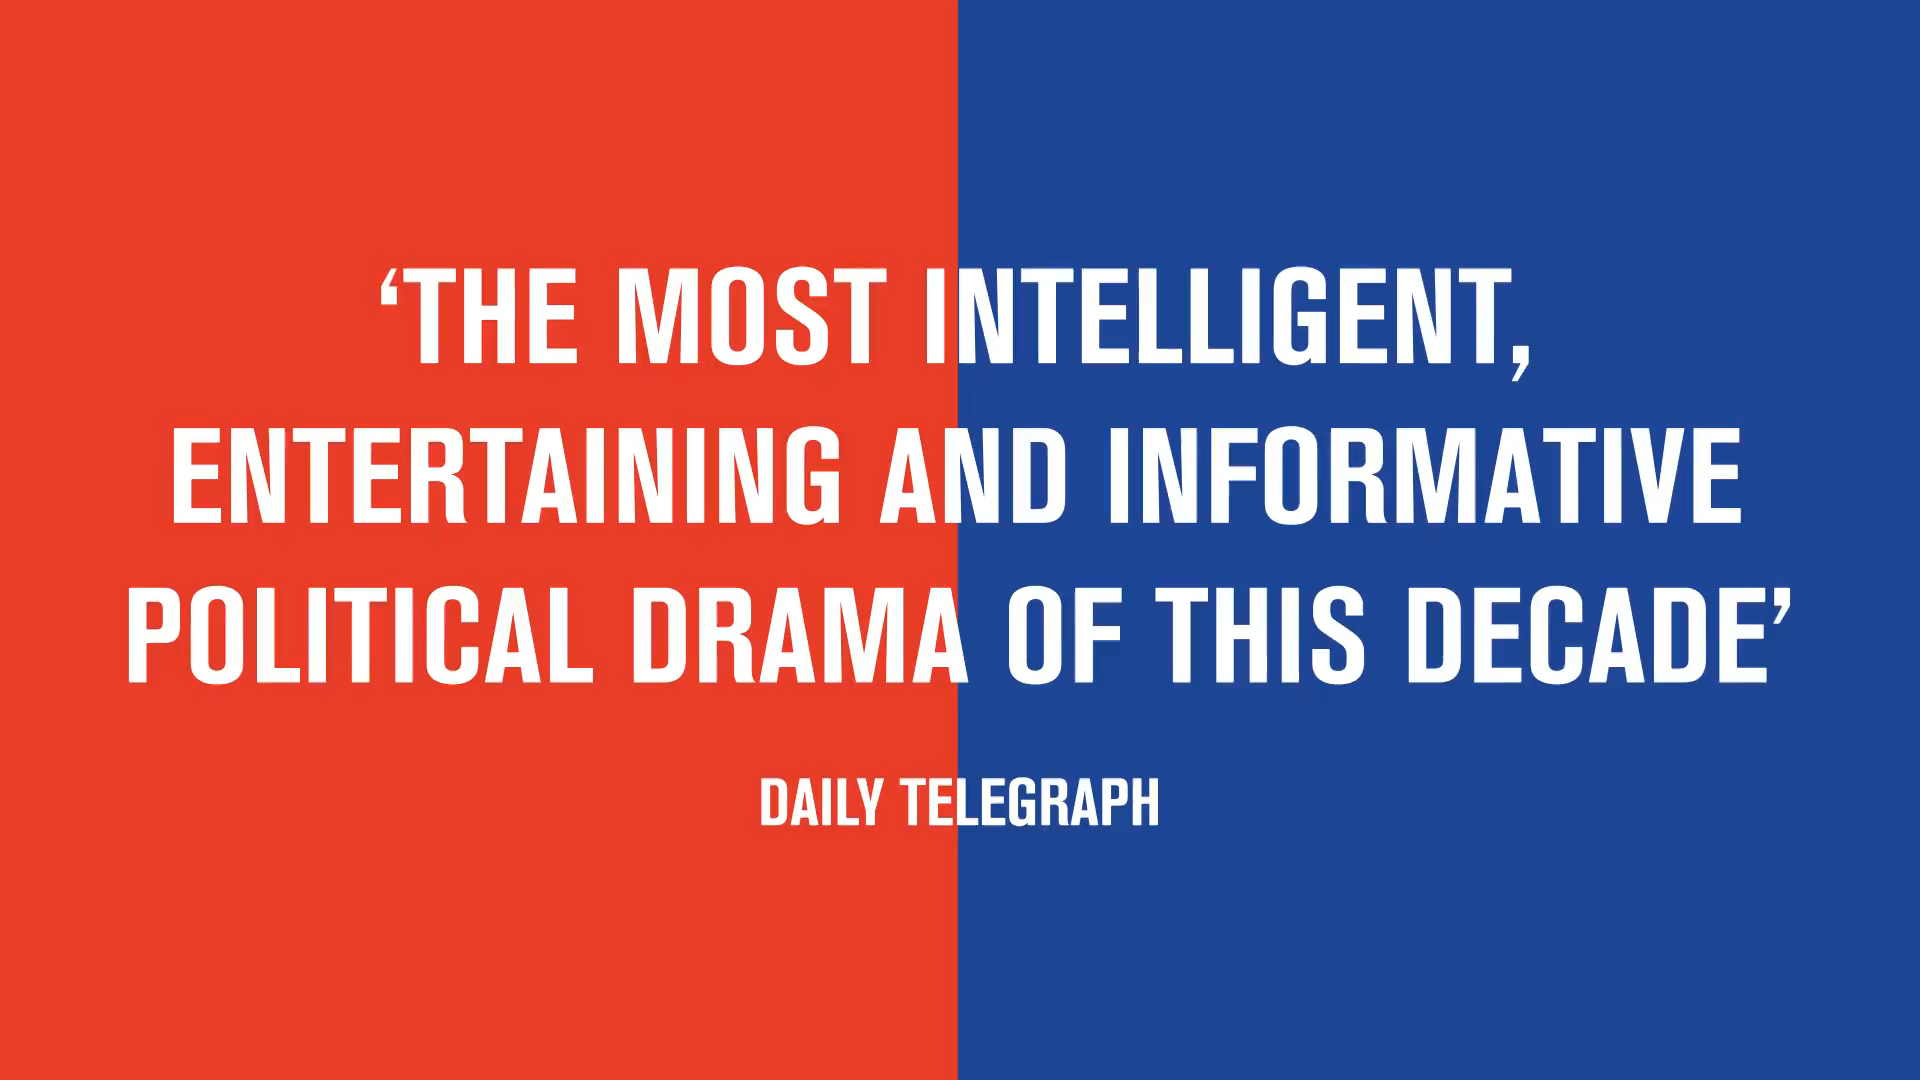 ‘THE MOST INTELLIGENT,
ENTERTAINING AND INFORMATIVE
POLITICAL DRAMA OF THIS DECADE’
DAILY TELEGRAPH